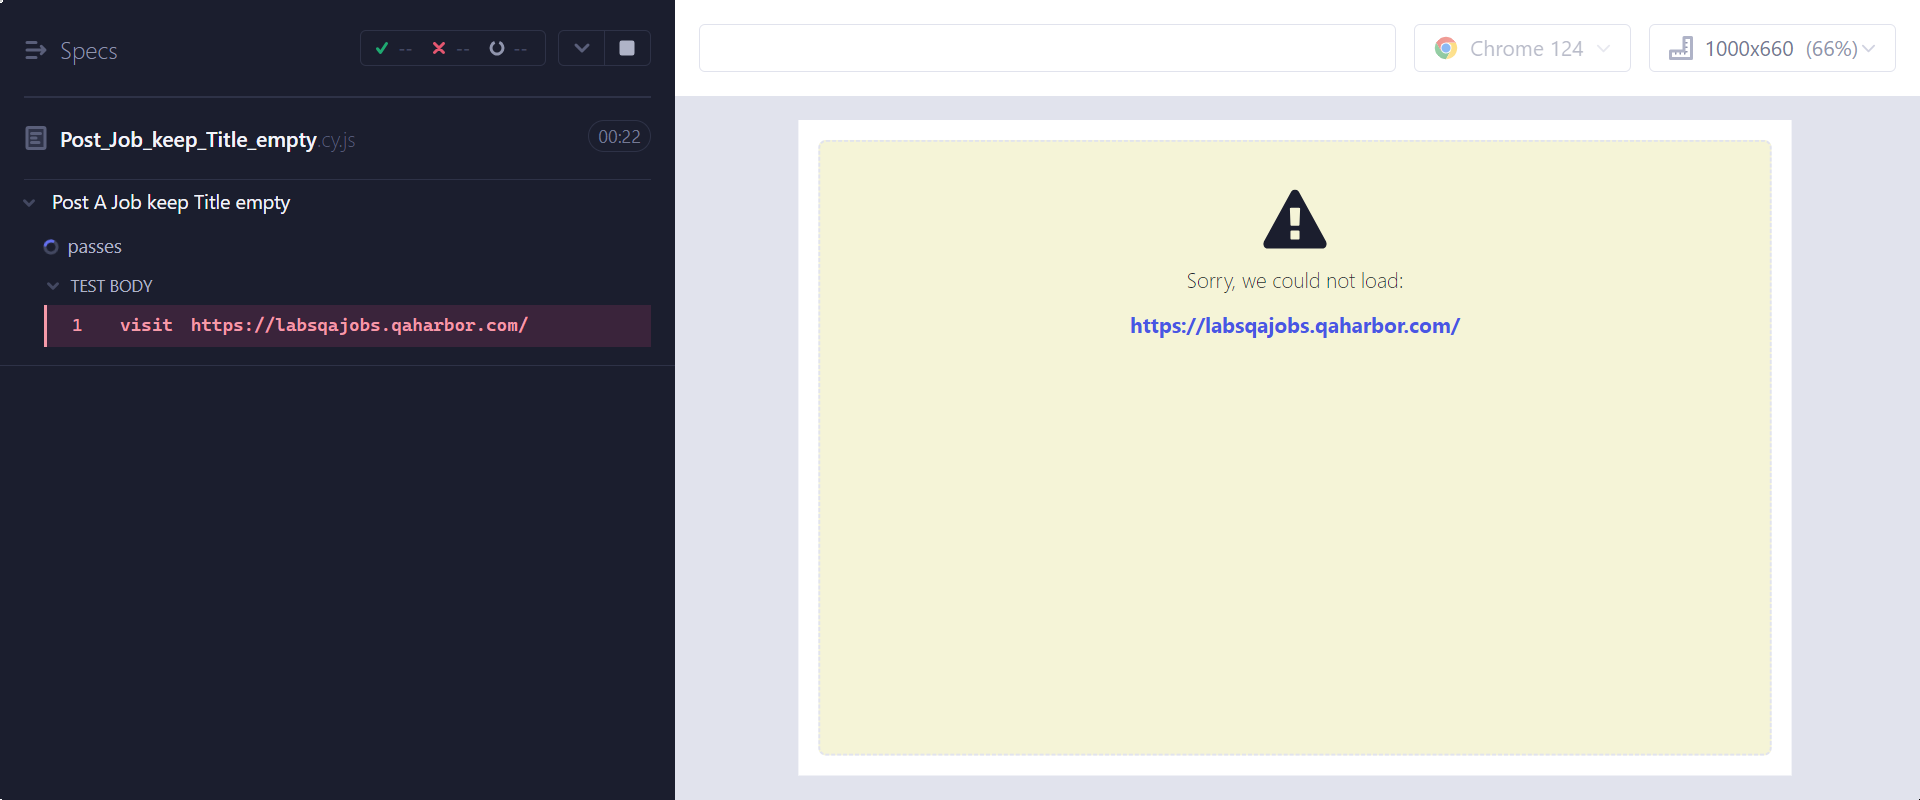 Specs
-- -- --
Post_Job_keep_Title_empty.cy.js
00:22
Post A Job keep Title empty
passes
TEST BODY
1 visit https://labsqajobs.qaharbor.com/
Chrome 124
1000x660 (66%)
Sorry, we could not load:
https://labsqajobs.qaharbor.com/